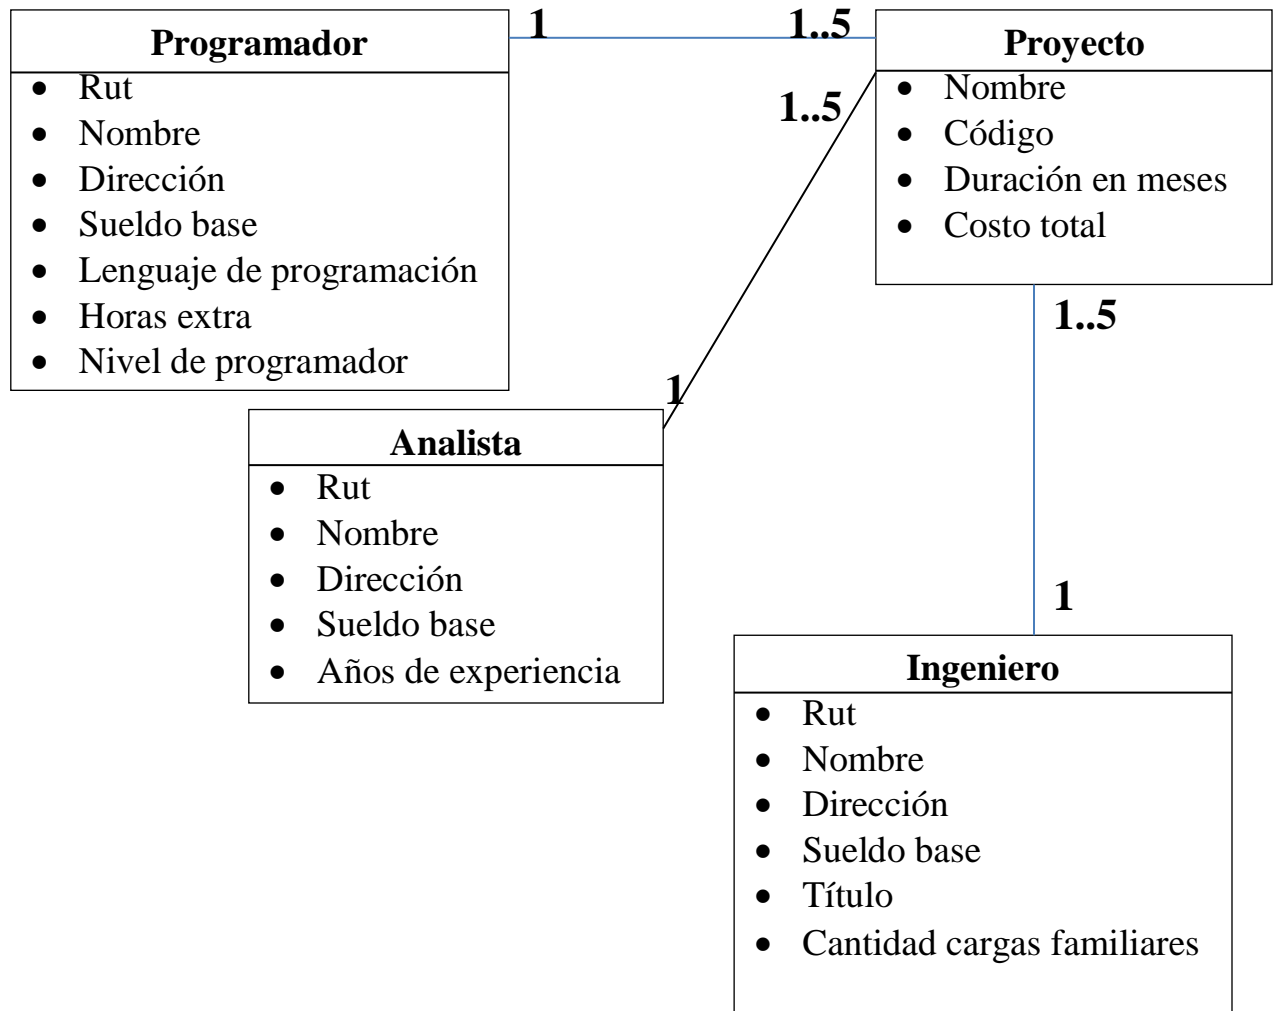 Programador
• Rut
• Nombre
• Dirección
• Sueldo base
• Lenguaje de programación
• Horas extra
• Nivel de programador
1
1..5
Proyecto
• Nombre
• Código
• Duración en meses
• Costo total
1..5
1
Analista
• Rut
• Nombre
• Dirección
• Sueldo base
• Años de experiencia
1..5
1
Ingeniero
• Rut
• Nombre
• Dirección
• Sueldo base
• Título
• Cantidad cargas familiares